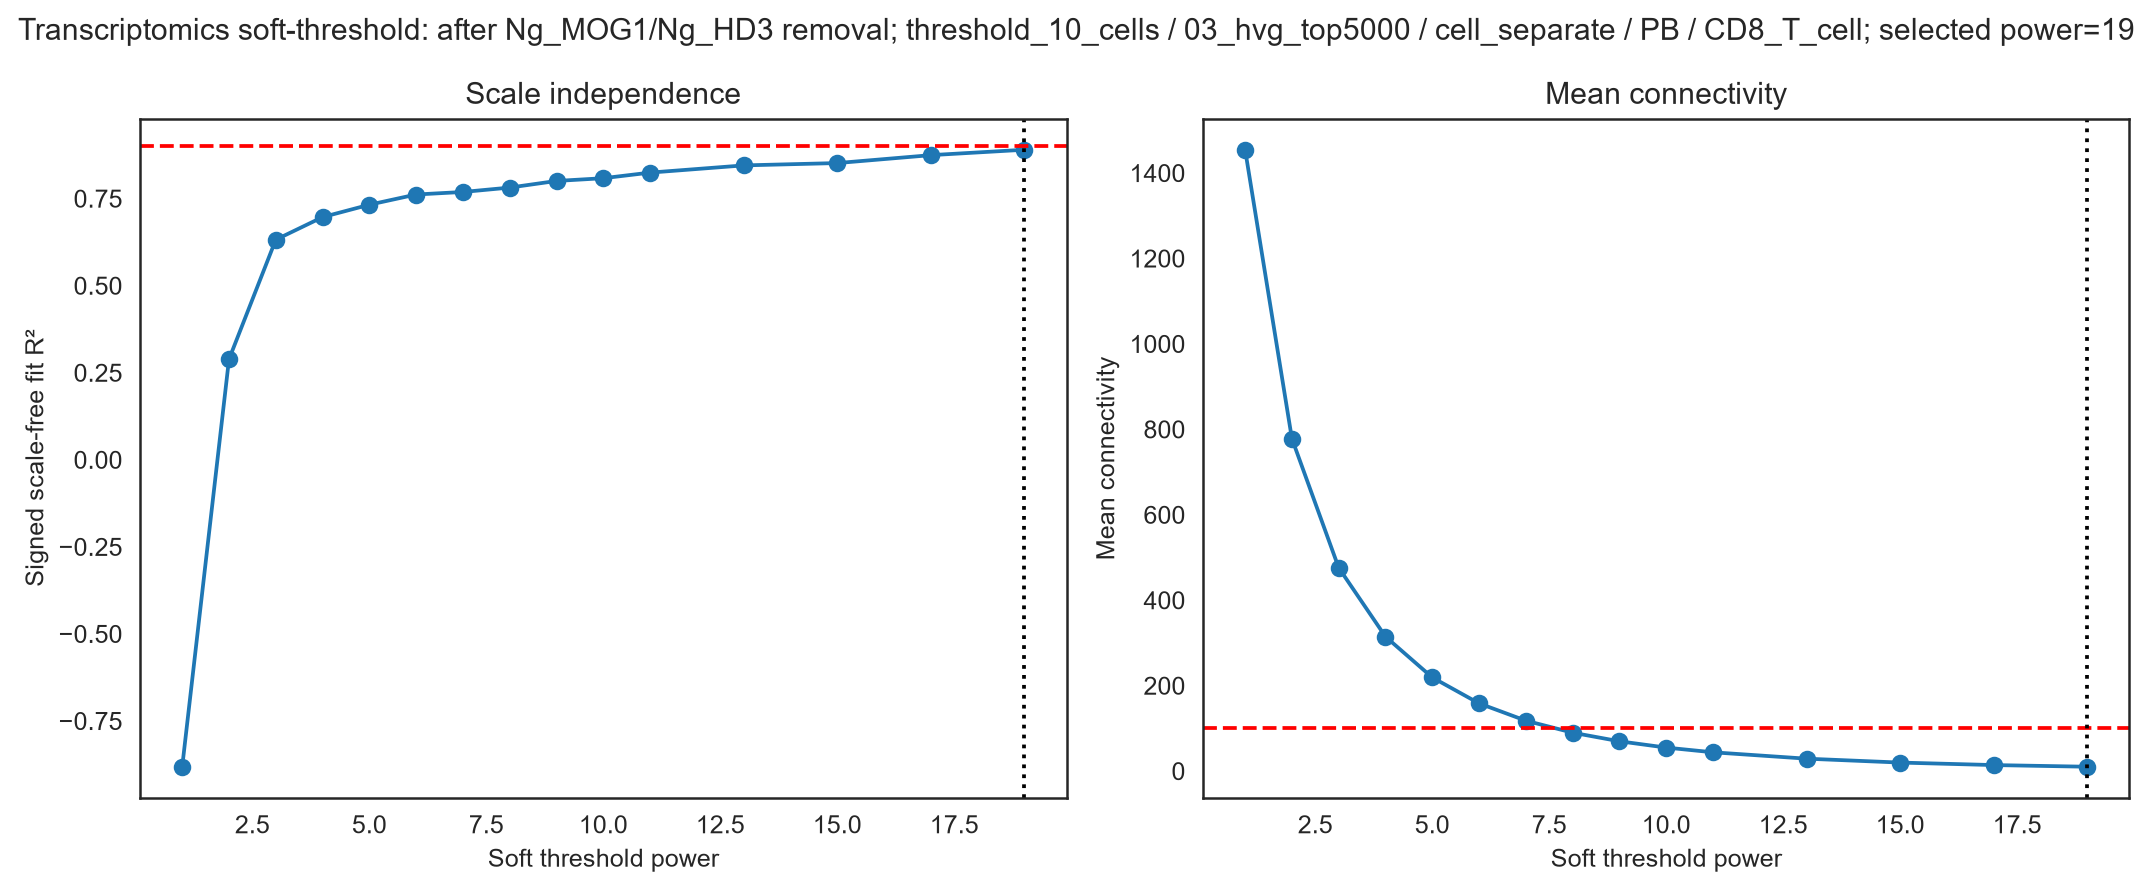 Transcriptomics soft-threshold: after Ng_MOG1/Ng_HD3 removal; threshold_10_cells / 03_hvg_top5000 / cell_separate / PB / CD8_T_cell; selected power=19
Scale independence
Signed scale-free fit R²
0.75
0.50
0.25
0.00
−0.25
−0.50
−0.75
2.5 5.0 7.5 10.0 12.5 15.0 17.5
Soft threshold power
Mean connectivity
Mean connectivity
1400
1200
1000
800
600
400
200
0
2.5 5.0 7.5 10.0 12.5 15.0 17.5
Soft threshold power